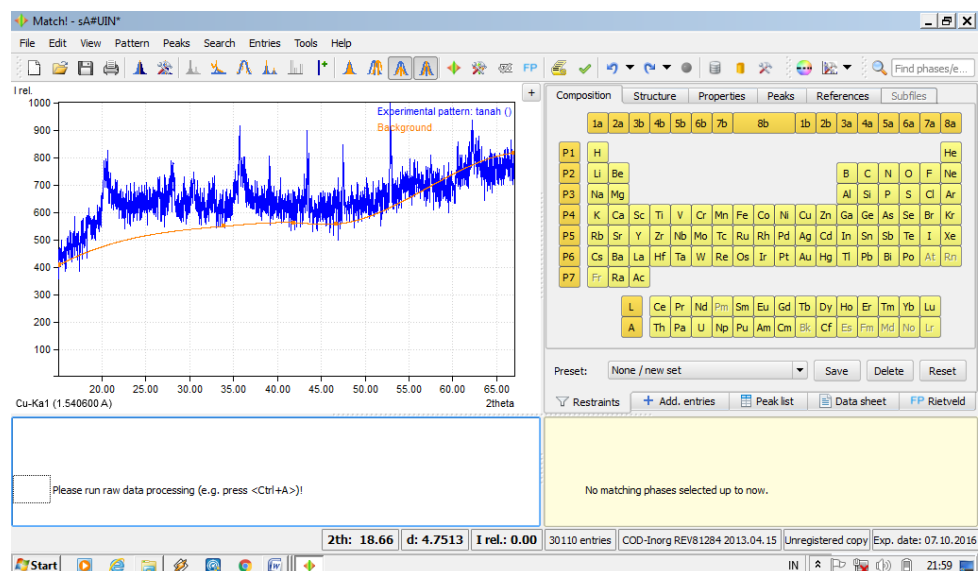 Match! - sA#UIN*
File Edit View Pattern Peaks Search Entries Tools Help
FP
Find phases/e...
I rel.
+
Experimental pattern: tanah ()
Background
1000
900
800
700
600
500
400
300
200
100
20.00 25.00 30.00 35.00 40.00 45.00 50.00 55.00 60.00 65.00
Cu-Ka1 (1.540600 A) 2theta
Composition Structure Properties Peaks References Subfiles
1a 2a 3b 4b 5b 6b 7b 8b 1b 2b 3a 4a 5a 6a 7a 8a
P1 H He
P2 Li Be B C N O F Ne
P3 Na Mg Al Si P S Cl Ar
P4 K Ca Sc Ti V Cr Mn Fe Co Ni Cu Zn Ga Ge As Se Br Kr
P5 Rb Sr Y Zr Nb Mo Tc Ru Rh Pd Ag Cd In Sn Sb Te I Xe
P6 Cs Ba La Hf Ta W Re Os Ir Pt Au Hg Tl Pb Bi Po At Rn
P7 Fr Ra Ac
L Ce Pr Nd Pm Sm Eu Gd Tb Dy Ho Er Tm Yb Lu
A Th Pa U Np Pu Am Cm Bk Cf Es Fm Md No Lr
Preset: None / new set Save Delete Reset
Restraints + Add. entries Peak list Data sheet FP Rietveld
Please run raw data processing (e.g. press <Ctrl+A>)!
No matching phases selected up to now.
2th: 18.66 d: 4.7513 I rel.: 0.00 30110 entries COD-Inorg REV81284 2013.04.15 Unregistered copy Exp. date: 07.10.2016
Start IN 21:59